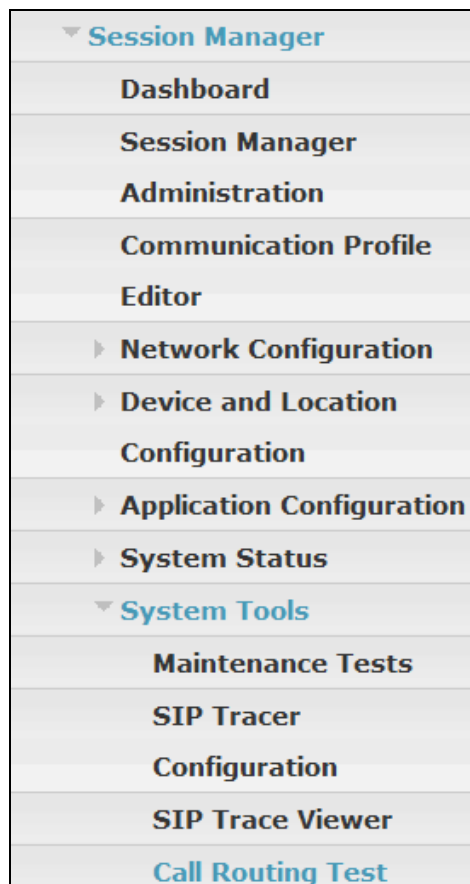 Session Manager
Dashboard
Session Manager
Administration
Communication Profile
Editor
Network Configuration
Device and Location
Configuration
Application Configuration
System Status
System Tools
Maintenance Tests
SIP Tracer
Configuration
SIP Trace Viewer
Call Routing Test